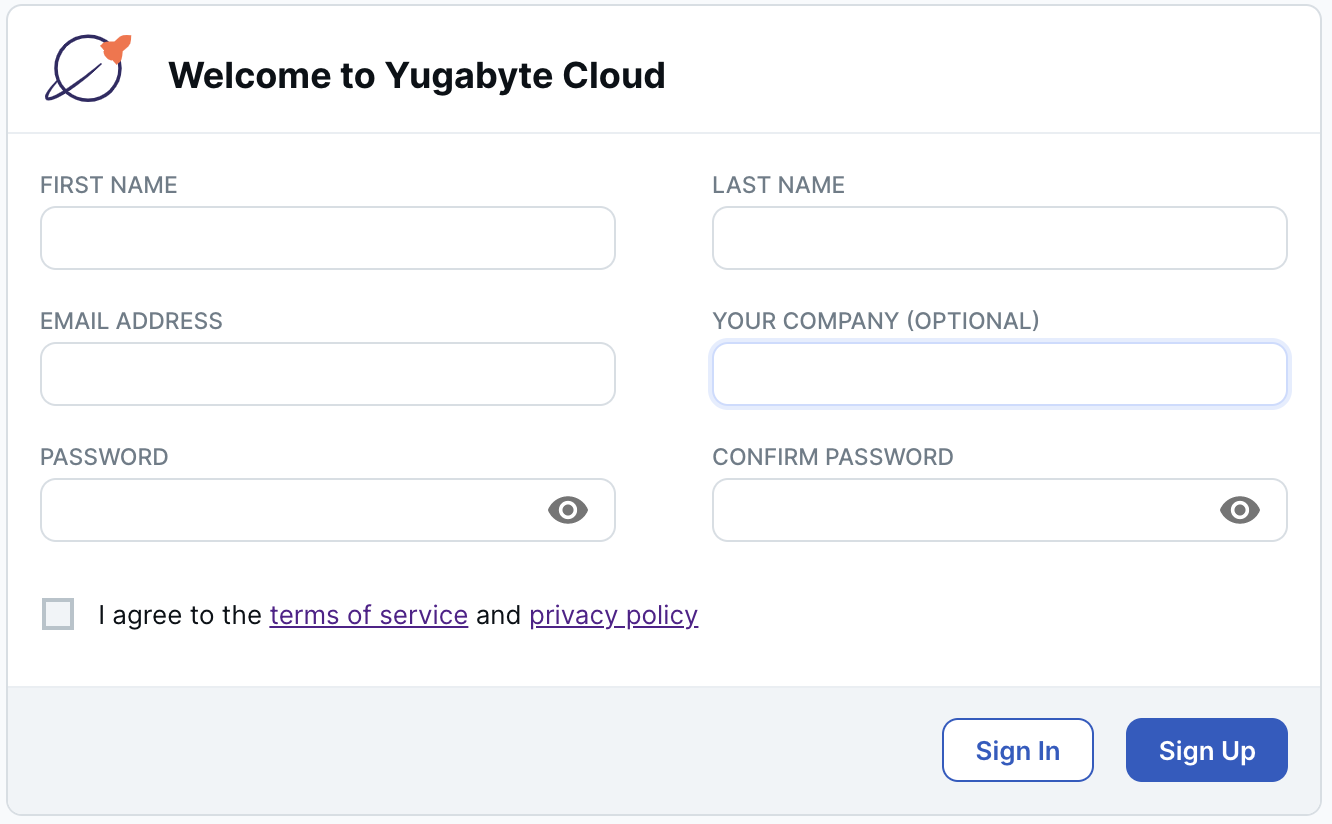 Welcome to Yugabyte Cloud
FIRST NAME
LAST NAME
EMAIL ADDRESS
YOUR COMPANY (OPTIONAL)
PASSWORD
CONFIRM PASSWORD
I agree to the terms of service and privacy policy
Sign In
Sign Up